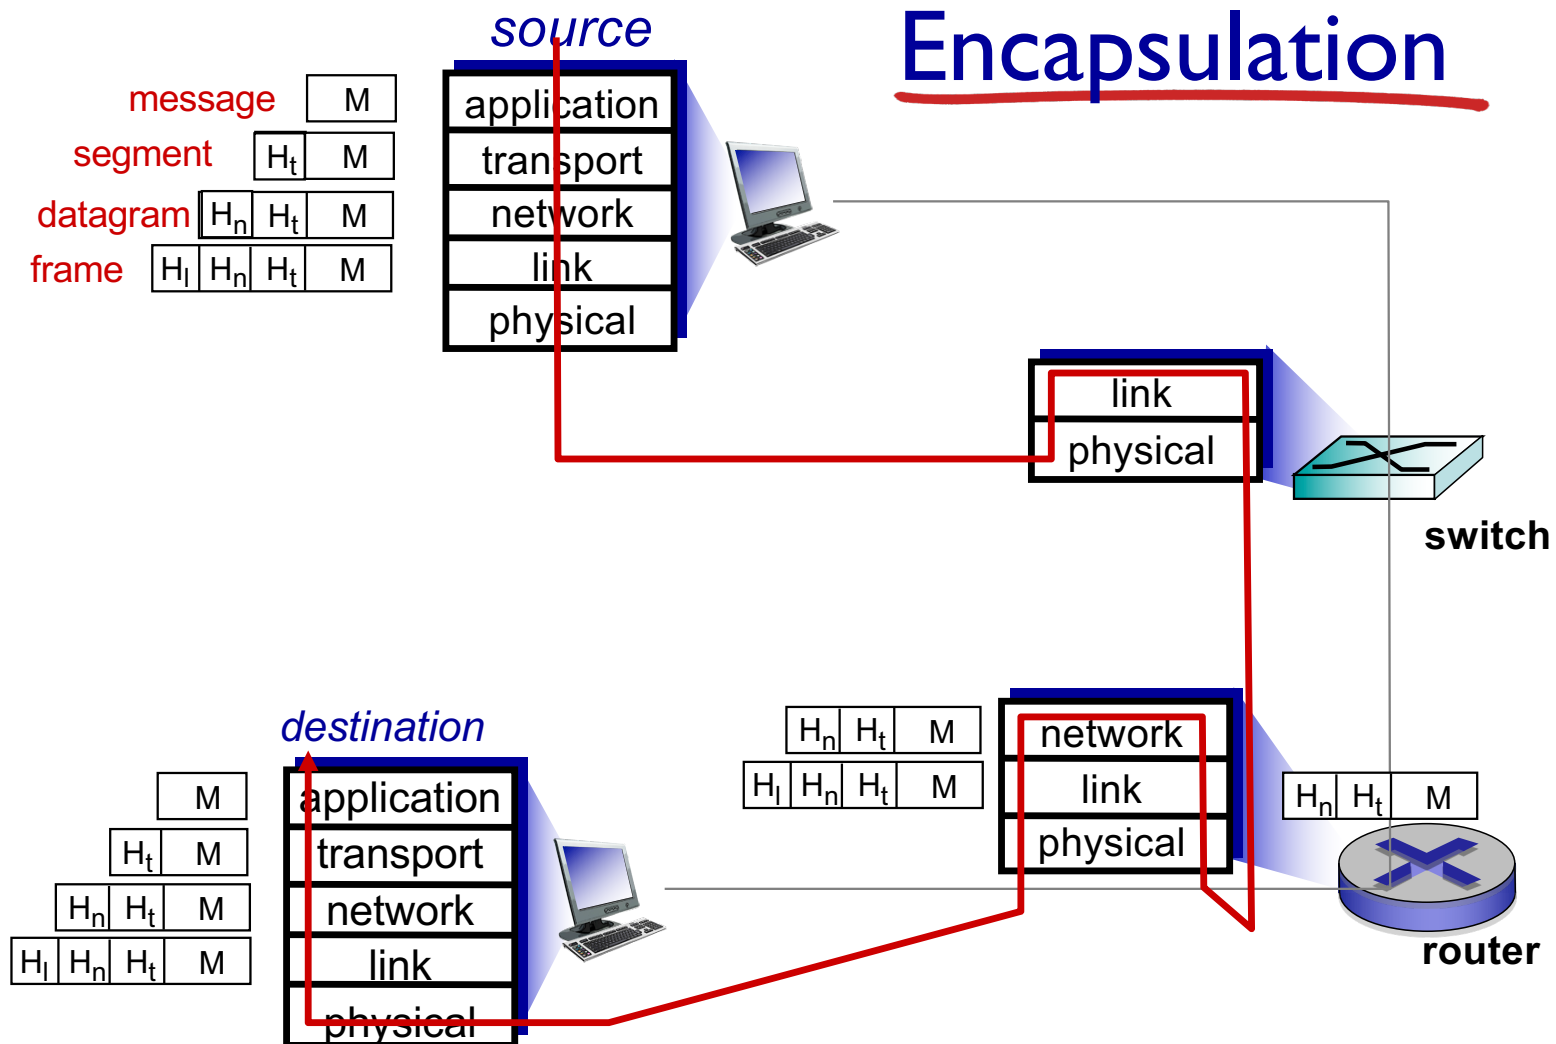 Encapsulation
source
message M
segment Ht M
datagram Hn Ht M
frame Hl Hn Ht M
application
transport
network
link
physical
link
physical
switch
network
link
physical
Hn Ht M
Hl Hn Ht M
Hn Ht M
router
destination
M
Ht M
Hn Ht M
Hl Hn Ht M
application
transport
network
link
physical